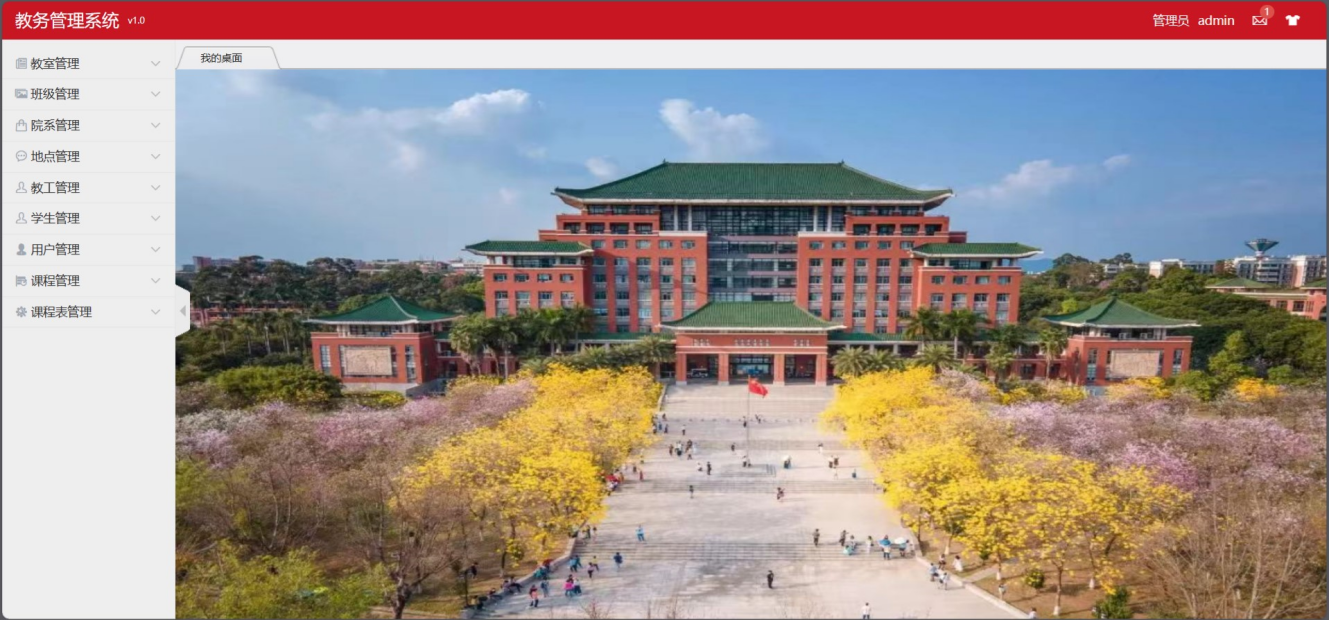 教务管理系统 v1.0
管理员 admin 1
我的桌面
教室管理
班级管理
院系管理
地点管理
教工管理
学生管理
用户管理
课程管理
课程表管理